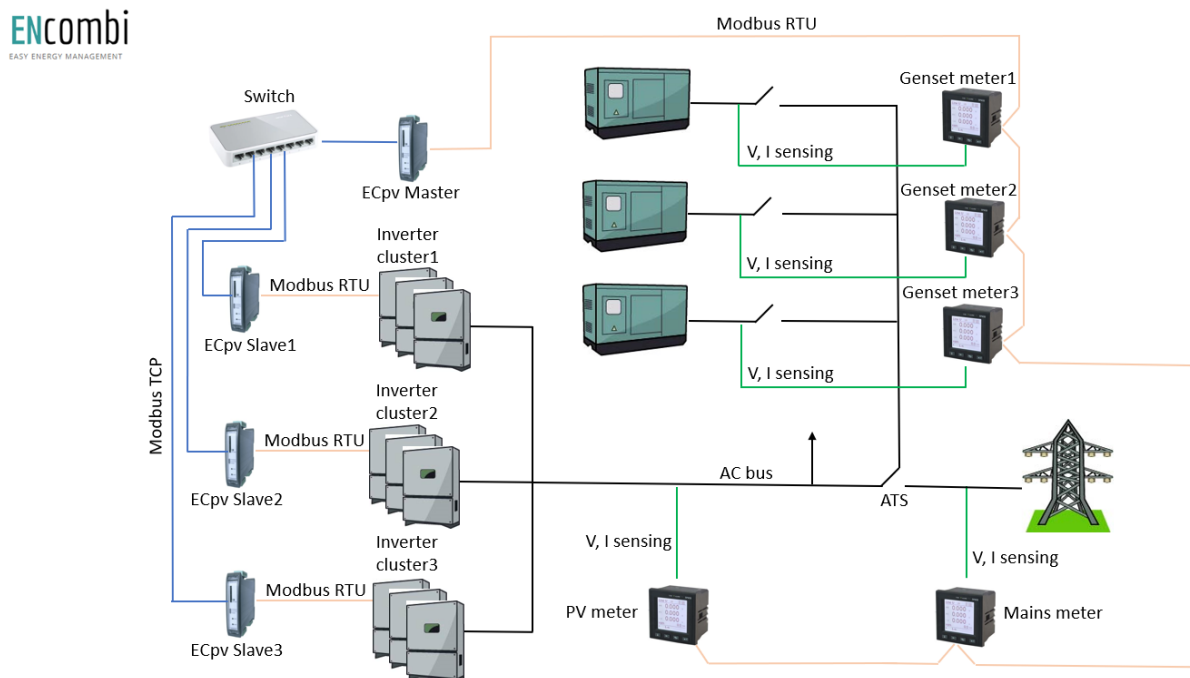 ENcombi
EASY ENERGY MANAGEMENT
Modbus RTU
Switch
Genset meter1
V, I sensing
ECpv Master
Genset meter2
Inverter
cluster1
Modbus RTU
V, I sensing
Genset meter3
ECpv Slave1
V, I sensing
Modbus TCP
Inverter
cluster2
Modbus RTU
AC bus
ATS
ECpv Slave2
V, I sensing
V, I sensing
Inverter
cluster3
Modbus RTU
PV meter
Mains meter
ECpv Slave3